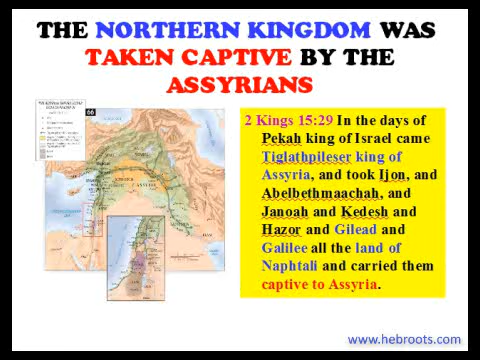 THE NORTHERN KINGDOM WAS
TAKEN CAPTIVE BY THE
ASSYRIANS
66
2 Kings 15:29 In the days of
Pekah king of Israel came
Tiglathpileser king of
Assyria, and took Ijon, and
Abelbethmaachah, and
Janoah and Kedesh and
Hazor and Gilead and
Galilee all the land of
Naphtali and carried them
captive to Assyria.
www.hebroots.com